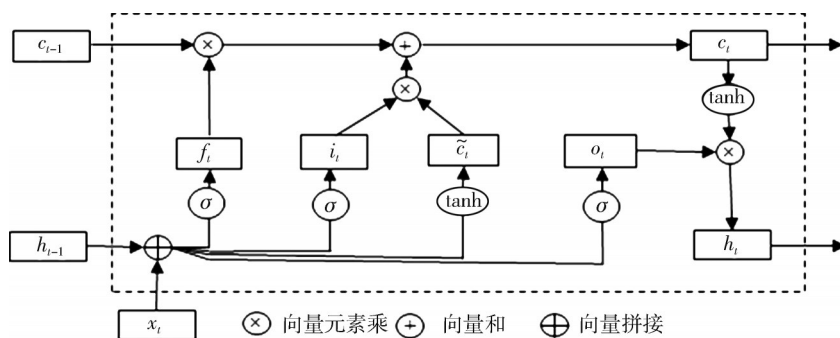 c_{t-1} × + c_t
tanh
f_t i_t c̃_t o_t ×
×
σ σ tanh σ
h_{t-1} h_t
x_t
⊗ 向量元素乘 ⊕ 向量和 ⊕ 向量拼接